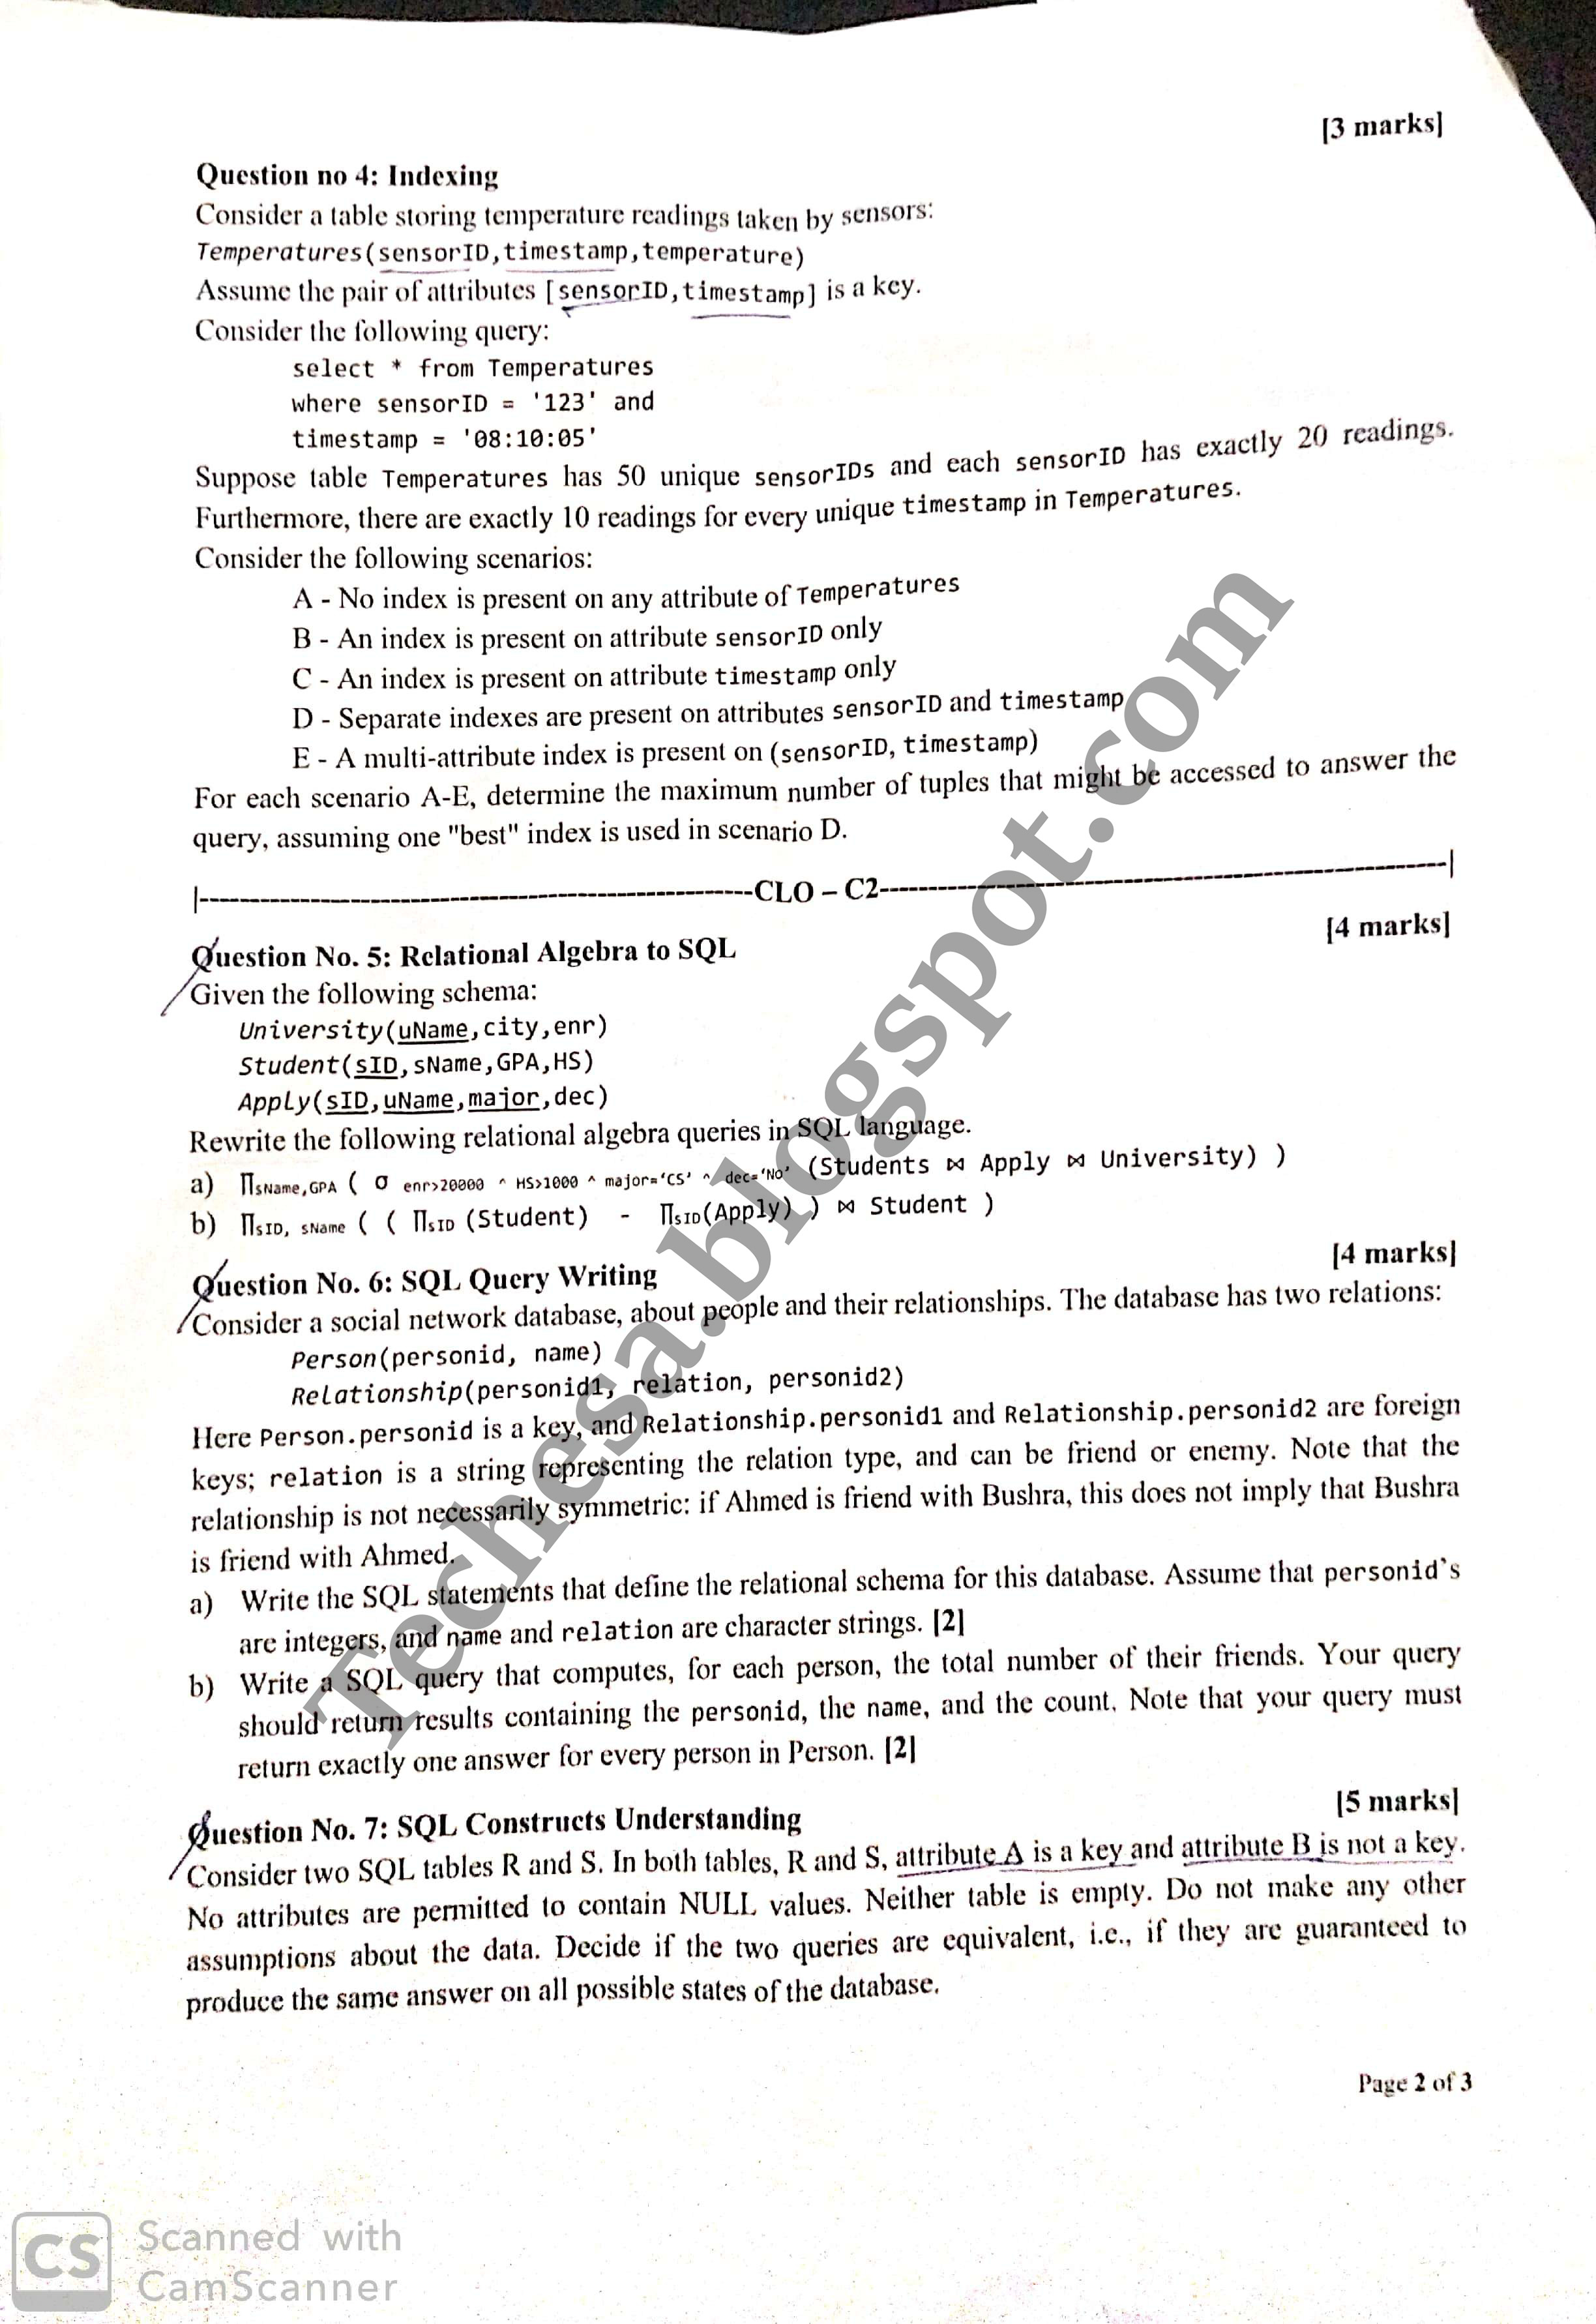 [3 marks]
Question no 4: Indexing
Consider a table storing temperature readings taken by sensors:
Temperatures(sensorID,timestamp,temperature)
Assume the pair of attributes [sensorID,timestamp] is a key.
Consider the following query:
select * from Temperatures
where sensorID = '123' and
timestamp = '08:10:05'
Suppose table Temperatures has 50 unique sensorIDs and each sensorID has exactly 20 readings.
Furthermore, there are exactly 10 readings for every unique timestamp in Temperatures.
Consider the following scenarios:
A - No index is present on any attribute of Temperatures
B - An index is present on attribute sensorID only
C - An index is present on attribute timestamp only
D - Separate indexes are present on attributes sensorID and timestamp
E - A multi-attribute index is present on (sensorID, timestamp)
For each scenario A-E, determine the maximum number of tuples that might be accessed to answer the
query, assuming one "best" index is used in scenario D.
|---------------------------------------------------------CLO – C2---------------------------------------------------------|
Question No. 5: Relational Algebra to SQL [4 marks]
Given the following schema:
University(uName,city,enr)
Student(sID,sName,GPA,HS)
Apply(sID,uName,major,dec)
Rewrite the following relational algebra queries in SQL language.
a) ∏sName,GPA ( σ enr>20000 ^ HS>1000 ^ major='CS' ^ dec='No' (Students ⋈ Apply ⋈ University) )
b) ∏sID, sName ( ( ∏sID (Student) - ∏sID(Apply) ) ⋈ Student )
Question No. 6: SQL Query Writing [4 marks]
Consider a social network database, about people and their relationships. The database has two relations:
Person(personid, name)
Relationship(personid1, relation, personid2)
Here Person.personid is a key, and Relationship.personid1 and Relationship.personid2 are foreign
keys; relation is a string representing the relation type, and can be friend or enemy. Note that the
relationship is not necessarily symmetric: if Ahmed is friend with Bushra, this does not imply that Bushra
is friend with Ahmed.
a) Write the SQL statements that define the relational schema for this database. Assume that personid's
are integers, and name and relation are character strings. [2]
b) Write a SQL query that computes, for each person, the total number of their friends. Your query
should return results containing the personid, the name, and the count. Note that your query must
return exactly one answer for every person in Person. [2]
Question No. 7: SQL Constructs Understanding [5 marks]
Consider two SQL tables R and S. In both tables, R and S, attribute A is a key and attribute B is not a key.
No attributes are permitted to contain NULL values. Neither table is empty. Do not make any other
assumptions about the data. Decide if the two queries are equivalent, i.e., if they are guaranteed to
produce the same answer on all possible states of the database.
Page 2 of 3
Techesa.blogspot.com
CS Scanned with
CamScanner